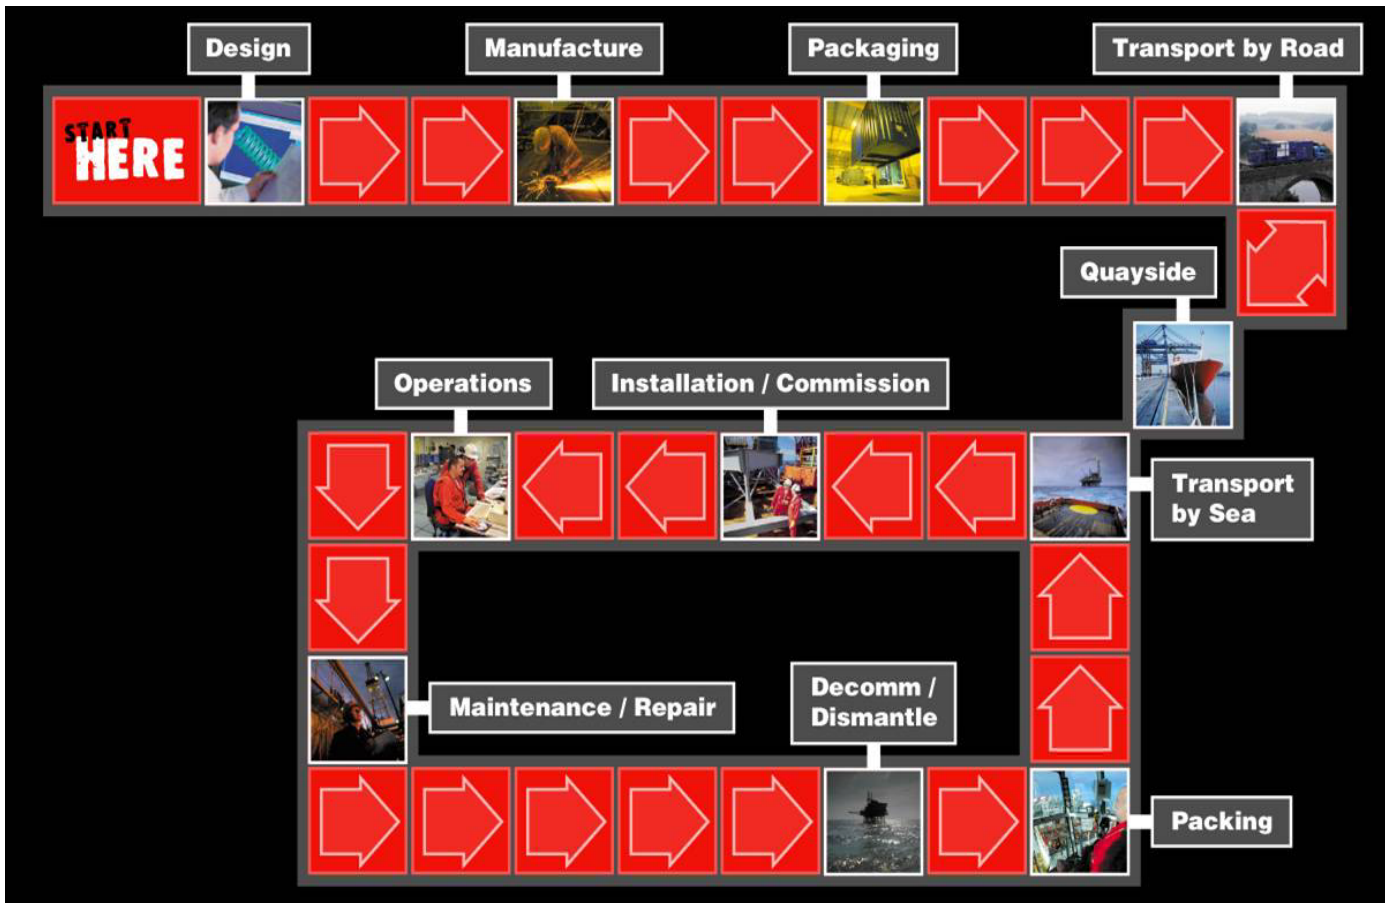 Design
Manufacture
Packaging
Transport by Road
START
HERE
Quayside
Operations
Installation / Commission
Transport
by Sea
Maintenance / Repair
Decomm /
Dismantle
Packing